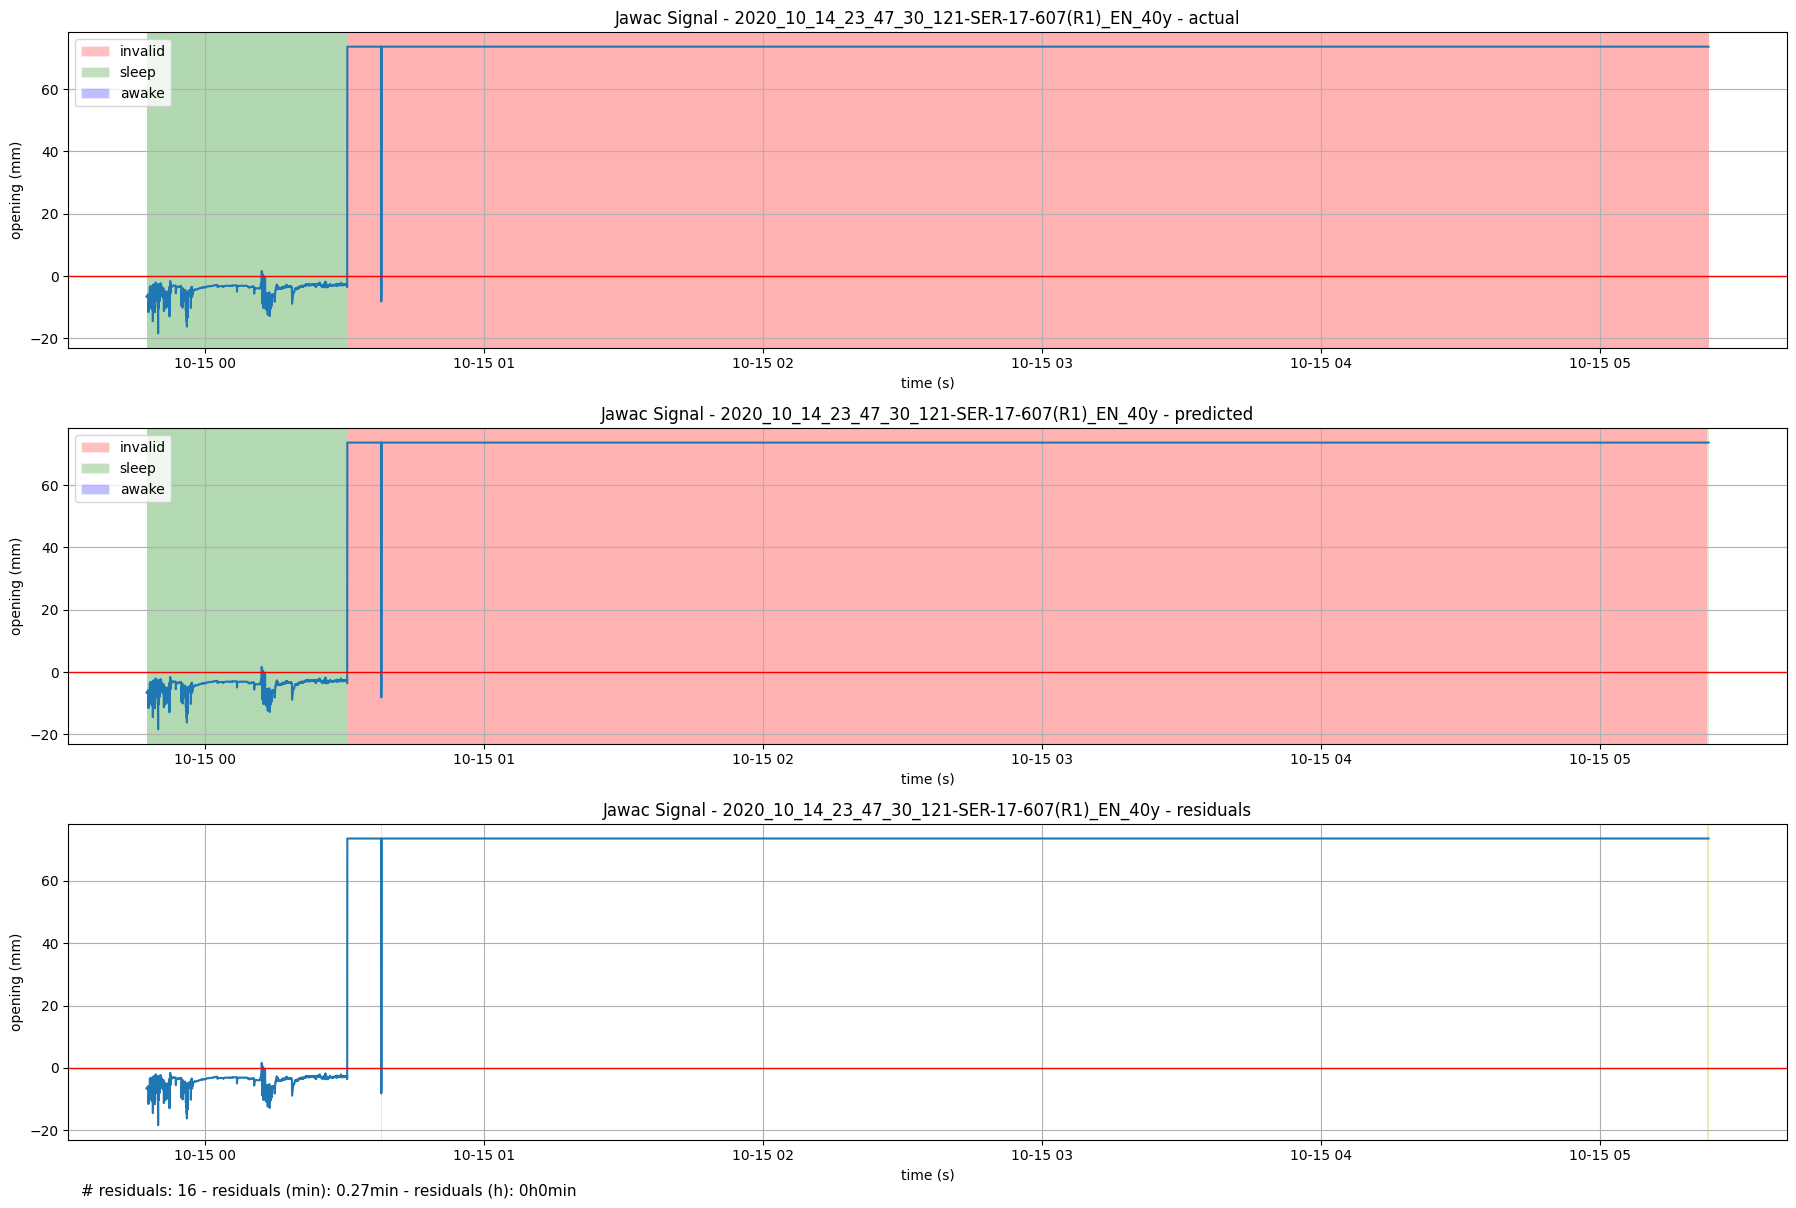 Jawac Signal - 2020_10_14_23_47_30_121-SER-17-607(R1)_EN_40y - actual
invalid
sleep
awake
opening (mm)
60
40
20
0
−20
10-15 00 10-15 01 10-15 02 10-15 03 10-15 04 10-15 05
time (s)
Jawac Signal - 2020_10_14_23_47_30_121-SER-17-607(R1)_EN_40y - predicted
invalid
sleep
awake
opening (mm)
60
40
20
0
−20
10-15 00 10-15 01 10-15 02 10-15 03 10-15 04 10-15 05
time (s)
Jawac Signal - 2020_10_14_23_47_30_121-SER-17-607(R1)_EN_40y - residuals
opening (mm)
60
40
20
0
−20
10-15 00 10-15 01 10-15 02 10-15 03 10-15 04 10-15 05
time (s)
# residuals: 16 - residuals (min): 0.27min - residuals (h): 0h0min